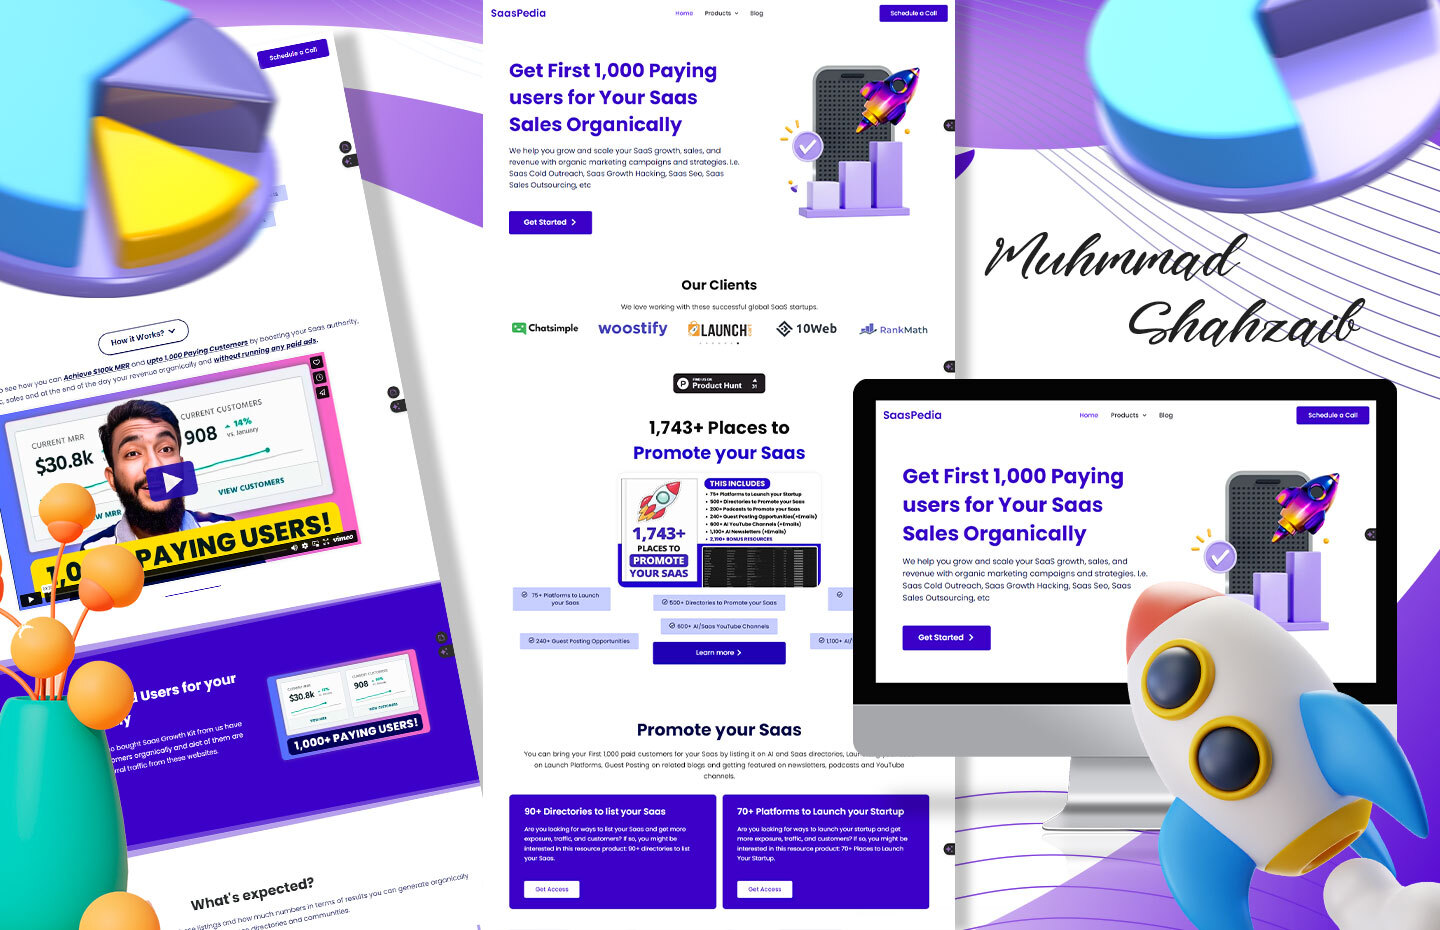 Schedule a Call
How it Works?
see how you can Achieve $100k MRR and upto 1,000 Paying Customers by boosting your Saas authority,
sales and at the end of the day your revenue organically and without running any paid ads.
CURRENT MRR
$30.8k
CURRENT CUSTOMERS
908
14%
vs. January
VIEW MRR
VIEW CUSTOMERS
PAYING USERS!
vimeo
Users for your
bought Saas Growth Kit from us have
organically and alot of them are
traffic from these websites.
CURRENT MRR
$30.8k
CURRENT CUSTOMERS
908
VIEW MRR
VIEW CUSTOMERS
1,000+ PAYING USERS!
What's expected?
listings and how much numbers in terms of results you can generate organically
directories and communities.
SaasPedia
Home
Products
Blog
Schedule a Call
Get First 1,000 Paying
users for Your Saas
Sales Organically
We help you grow and scale your SaaS growth, sales, and
revenue with organic marketing campaigns and strategies. I.e.
Saas Cold Outreach, Saas Growth Hacking, Saas Seo, Saas
Sales Outsourcing, etc
Get Started
Our Clients
We love working with these successful global SaaS startups.
Chatsimple
woostify
LAUNCH
10Web
RankMath
FIND US ON
Product Hunt
31
1,743+ Places to
Promote your Saas
1,743+
PLACES TO
PROMOTE
YOUR SAAS
THIS INCLUDES
75+ Platforms to Launch your Startup
500+ Directories to Promote your SaaS
200+ Podcasts to Promote your Saas
240+ Guest Posting Opportunities(+Emails)
600+ AI YouTube Channels (+Emails)
1,100+ AI Newsletters (+Emails)
2,190+ BONUS RESOURCES
75+ Platforms to Launch
your Saas
500+ Directories to Promote your SaaS
600+ AI/Saas YouTube Channels
240+ Guest Posting Opportunities
1,100+ AI/
Learn more
Promote your Saas
You can bring your First 1,000 paid customers for your Saas by listing it on AI and Saas directories,
on Launch Platforms, Guest Posting on related blogs and getting featured on newsletters, podcasts and YouTube
channels.
90+ Directories to list your Saas
Are you looking for ways to list your Saas and get more
exposure, traffic, and customers? If so, you might be
interested in this resource product: 90+ directories to list
your Saas.
Get Access
70+ Platforms to Launch your Startup
Are you looking for ways to launch your startup and get
more exposure, traffic, and customers? If so, you might be
interested in this resource product: 70+ Places to Launch
Your Startup.
Get Access
Muhmmad
Shahzaib
SaasPedia
Home
Products
Blog
Schedule a Call
Get First 1,000 Paying
users for Your Saas
Sales Organically
We help you grow and scale your SaaS growth, sales, and
revenue with organic marketing campaigns and strategies. I.e.
Saas Cold Outreach, Saas Growth Hacking, Saas Seo, Saas
Sales Outsourcing, etc
Get Started